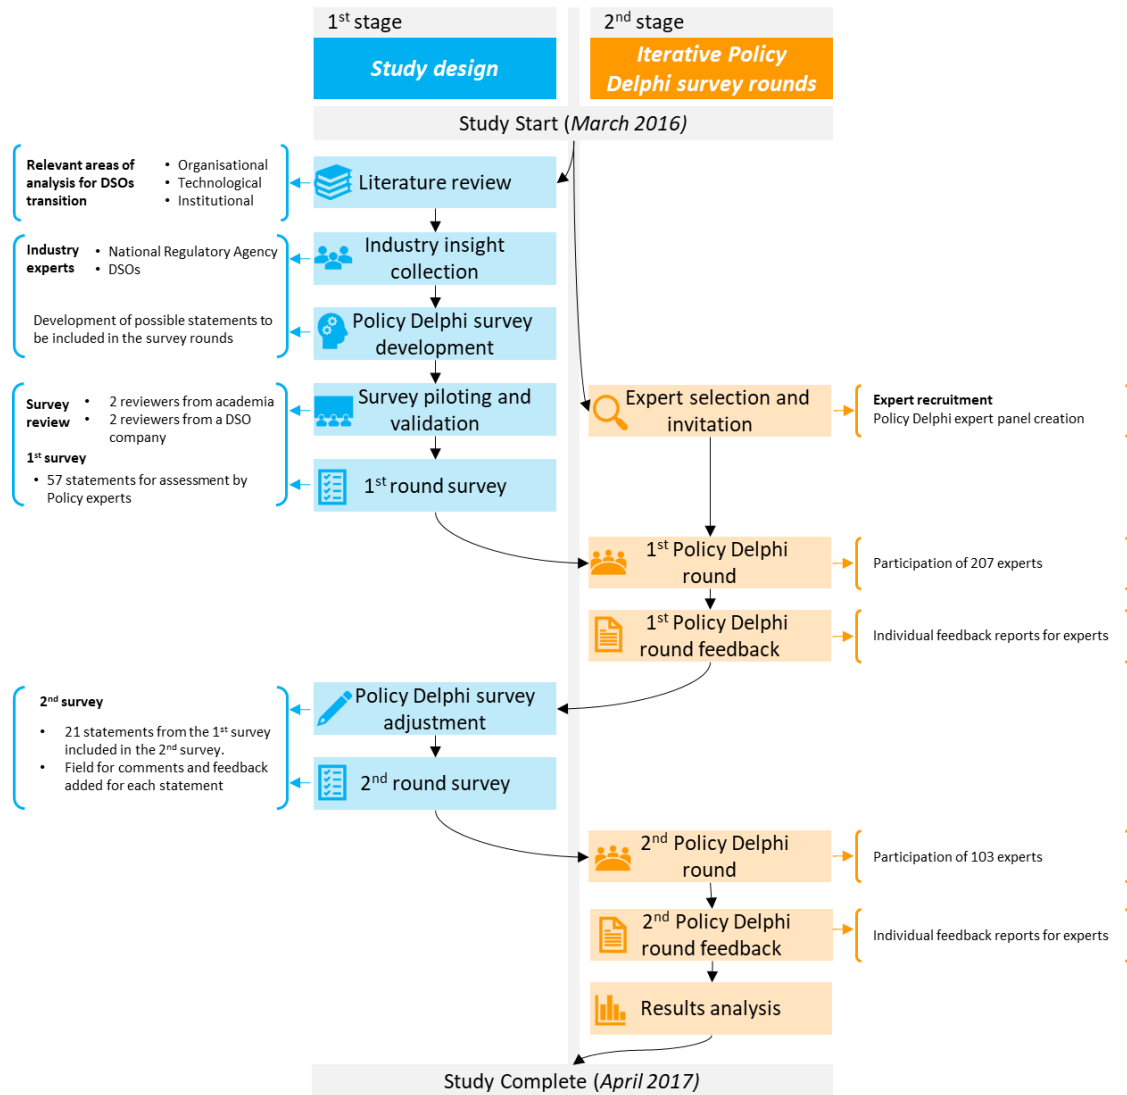 1st stage
2nd stage
Study design
Iterative Policy
Delphi survey rounds
Study Start (March 2016)
Relevant areas of
analysis for DSOs
transition
• Organisational
• Technological
• Institutional
Literature review
Industry
experts
• National Regulatory Agency
• DSOs
Industry insight
collection
Development of possible statements to
be included in the survey rounds
Policy Delphi survey
development
Survey
review
• 2 reviewers from academia
• 2 reviewers from a DSO
company
Survey piloting and
validation
Expert selection and
invitation
Expert recruitment
Policy Delphi expert panel creation
1st survey
• 57 statements for assessment by
Policy experts
1st round survey
1st Policy Delphi
round
Participation of 207 experts
1st Policy Delphi
round feedback
Individual feedback reports for experts
2nd survey
• 21 statements from the 1st survey
included in the 2nd survey.
• Field for comments and feedback
added for each statement
Policy Delphi survey
adjustment
2nd round survey
2nd Policy Delphi
round
Participation of 103 experts
2nd Policy Delphi
round feedback
Individual feedback reports for experts
Results analysis
Study Complete (April 2017)